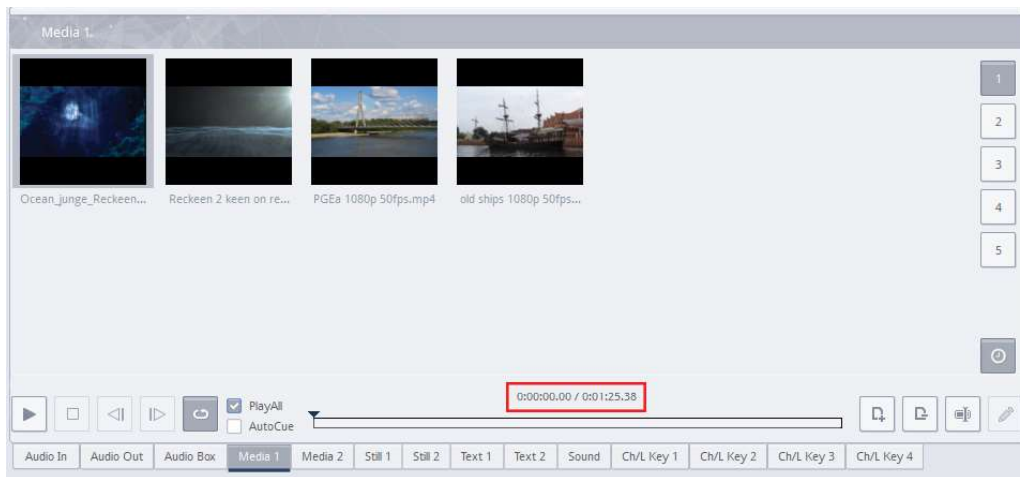 Media 1
1
2
3
4
5
Ocean_junge_Reckeen...
Reckeen 2 keen on re...
PGEa 1080p 50fps.mp4
old ships 1080p 50fps...
0:00:00.00 / 0:01:25.38
PlayAll
AutoCue
Audio In
Audio Out
Audio Box
Media 1
Media 2
Still 1
Still 2
Text 1
Text 2
Sound
Ch/L Key 1
Ch/L Key 2
Ch/L Key 3
Ch/L Key 4